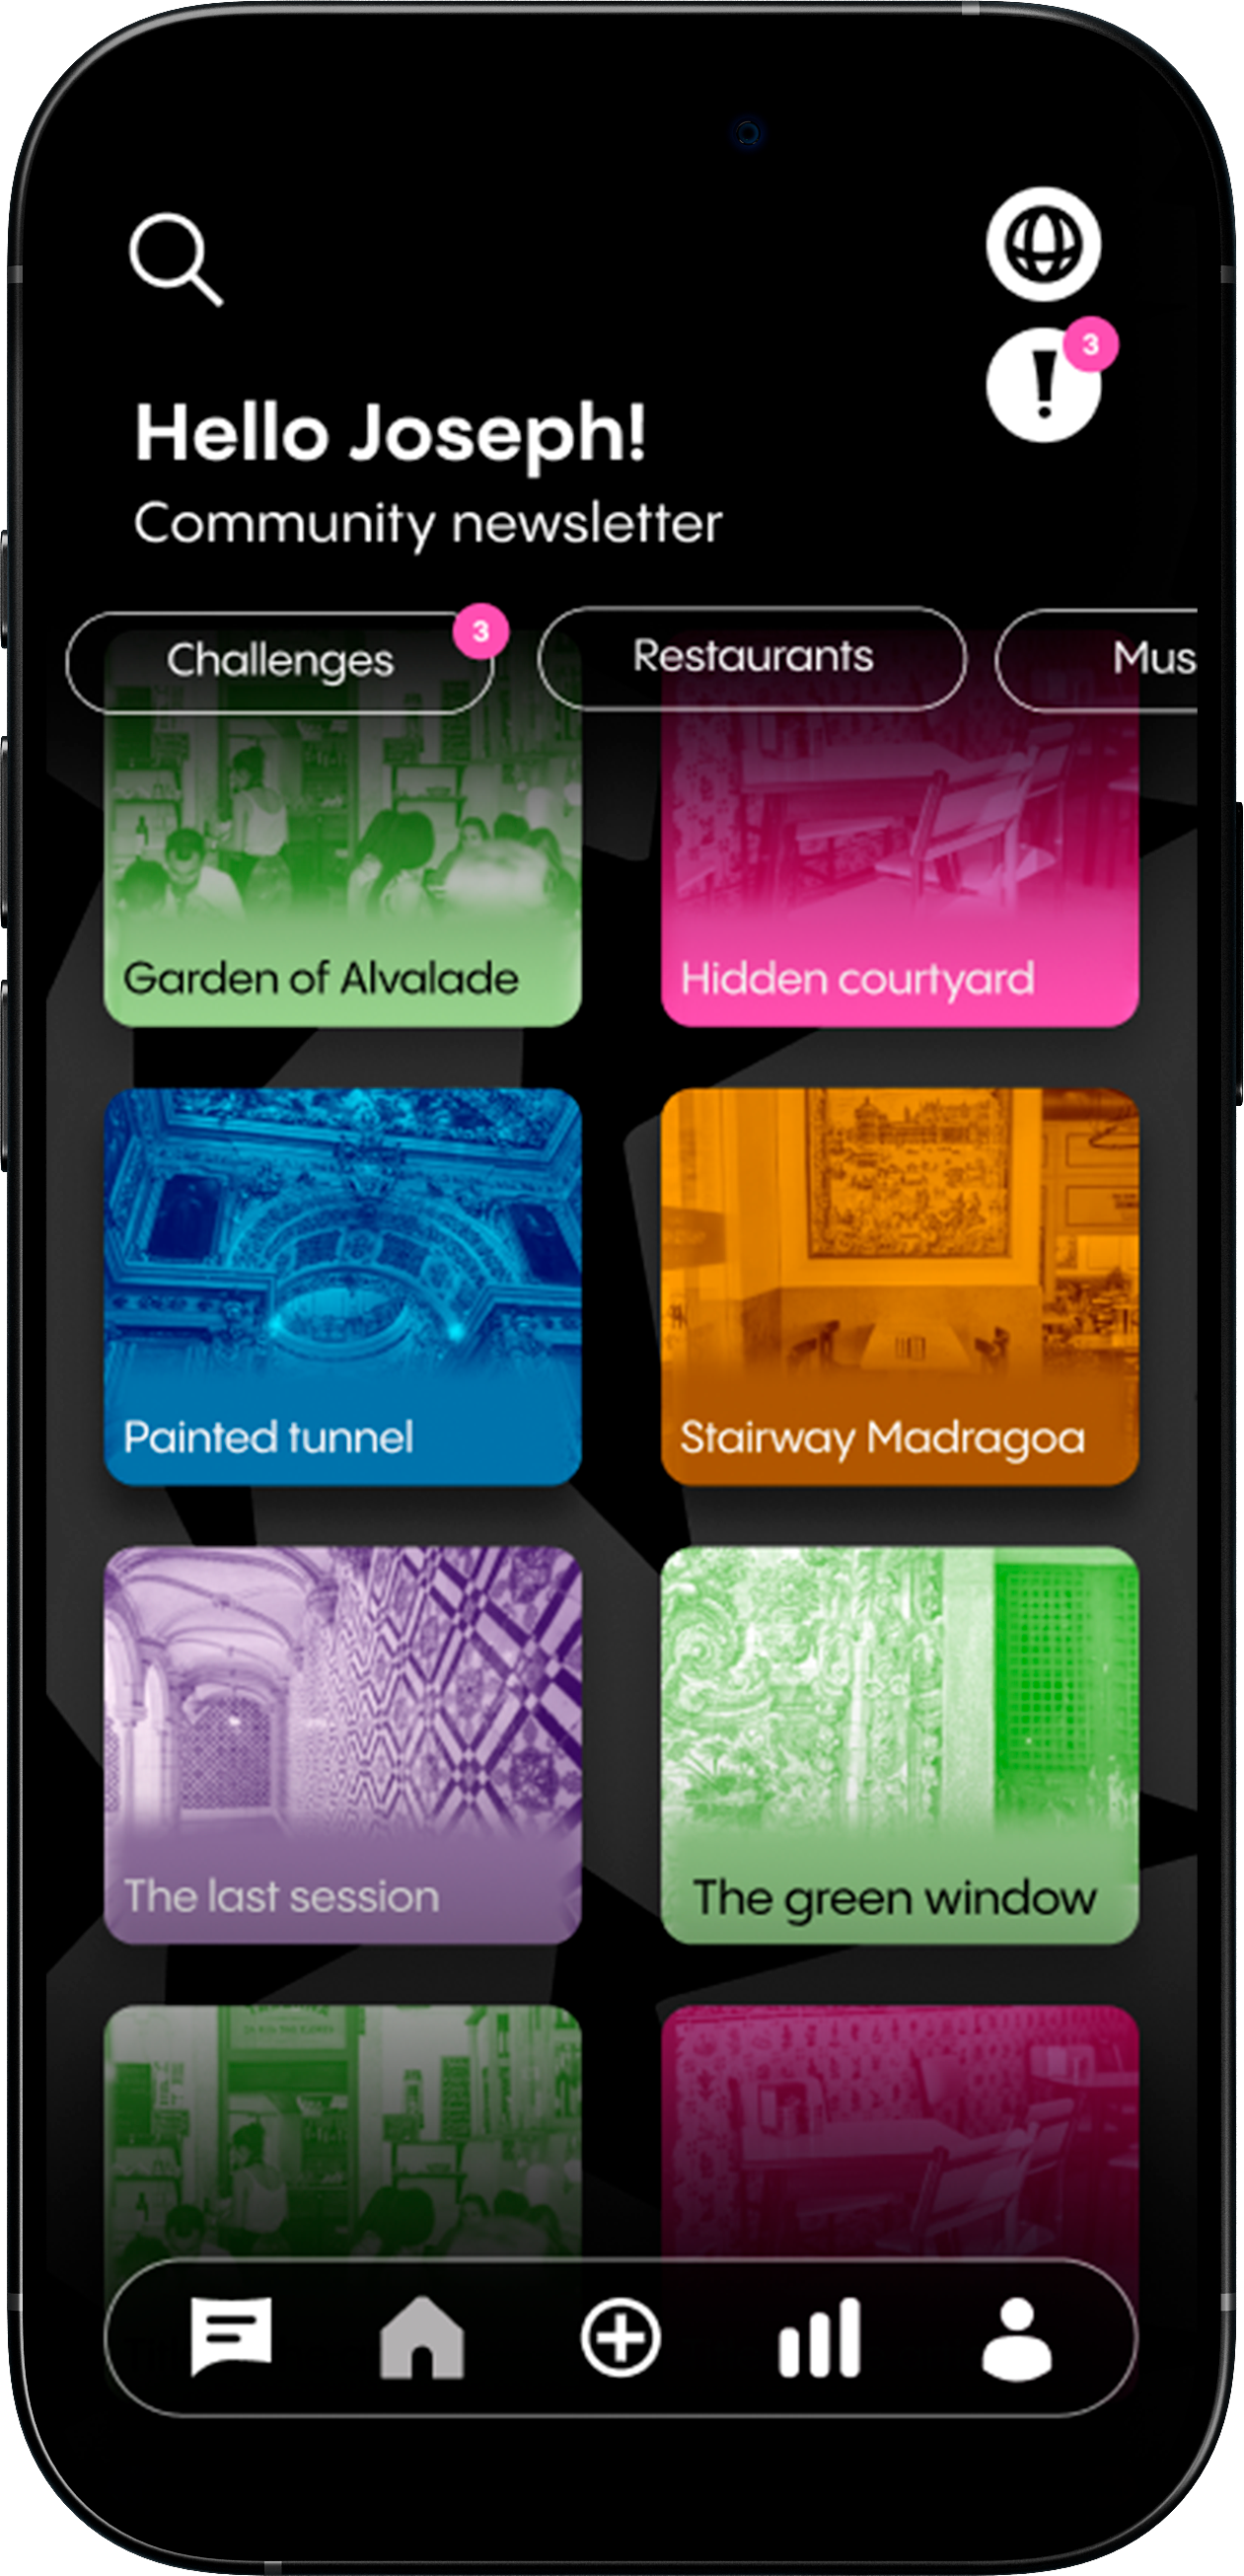 3
Hello Joseph!
Community newsletter
Challenges
3
Restaurants
Mus
Garden of Alvalade
Hidden courtyard
Painted tunnel
Stairway Madragoa
The last session
The green window